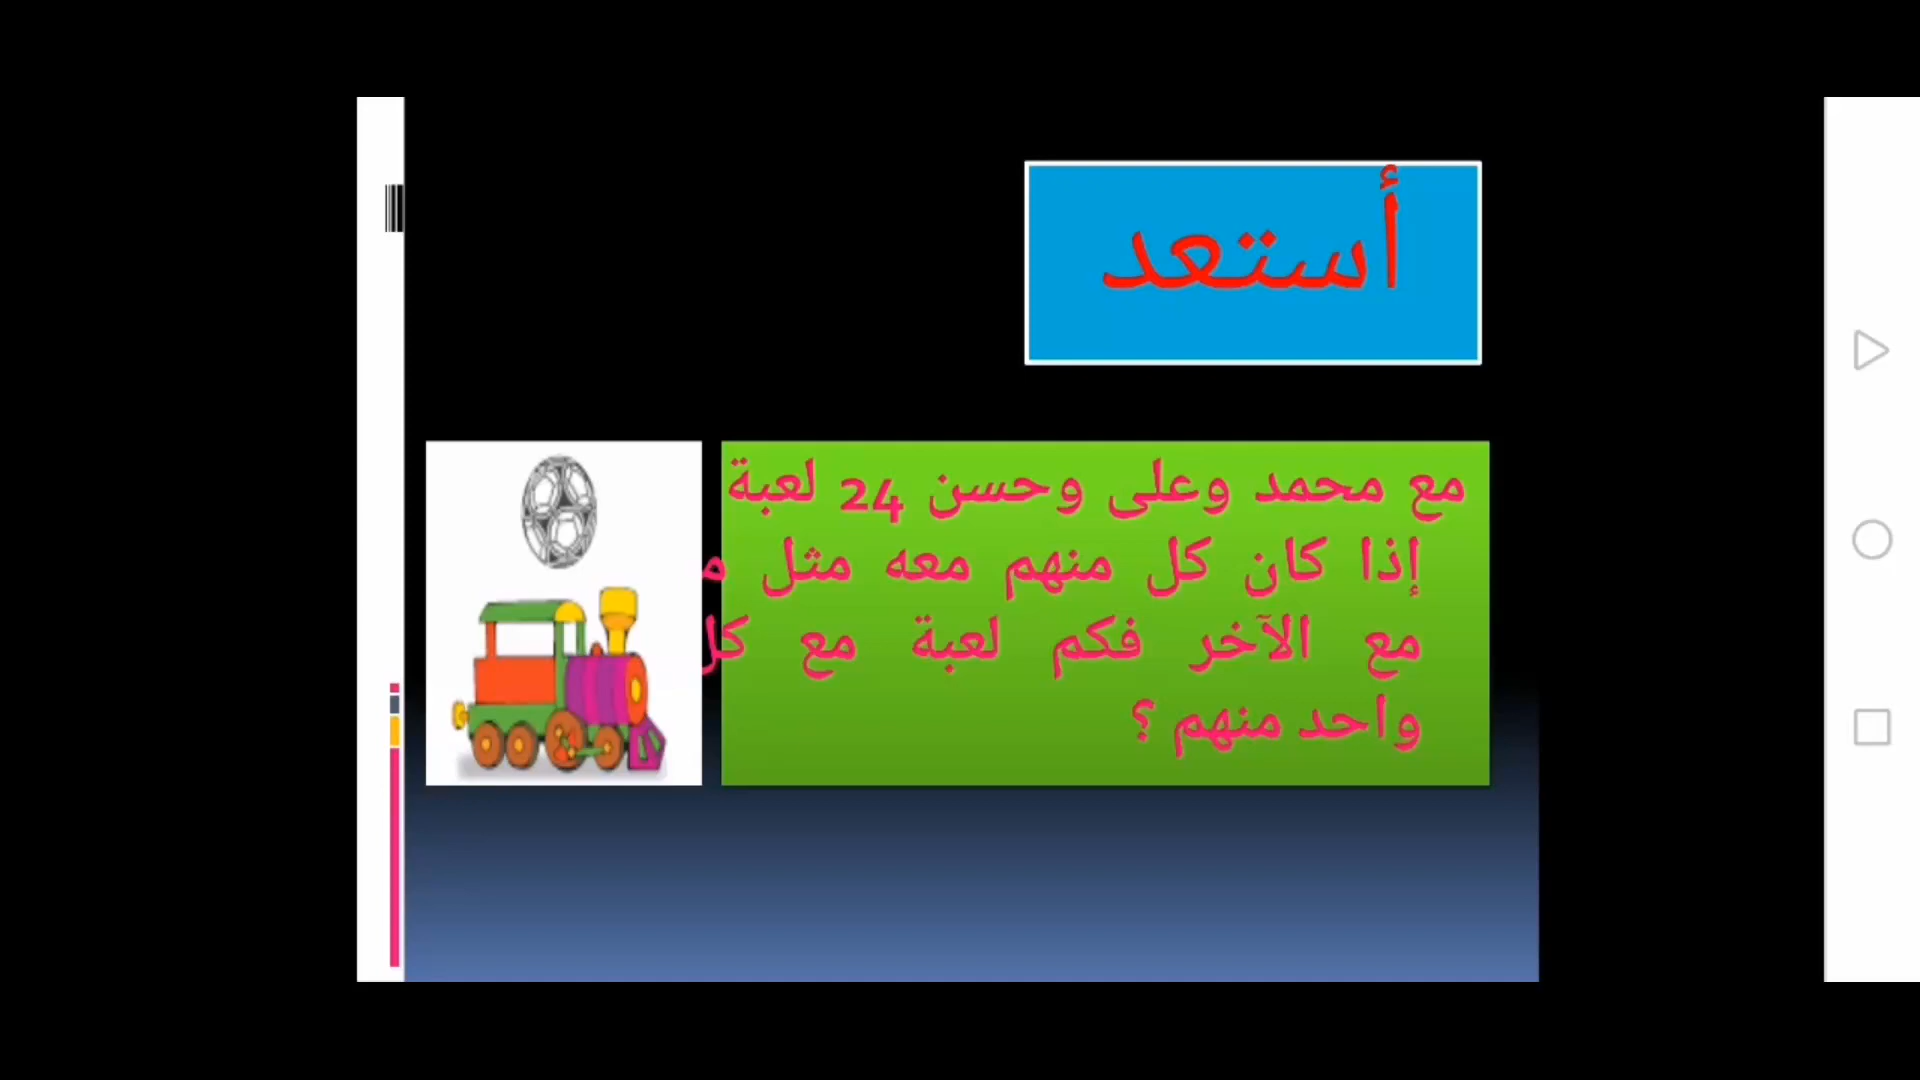 أستعد
مع محمد وعلى وحسن 24 لعبة
إذا كان كل منهم معه مثل
مع الآخر فكم لعبة مع كل
واحد منهم ؟